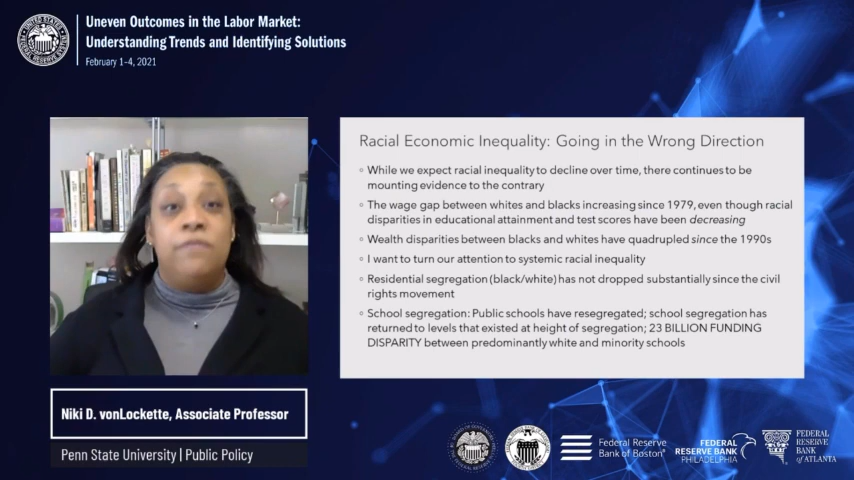 Uneven Outcomes in the Labor Market:
Understanding Trends and Identifying Solutions
February 1-4, 2021
Racial Economic Inequality: Going in the Wrong Direction
While we expect racial inequality to decline over time, there continues to be
mounting evidence to the contrary
The wage gap between whites and blacks increasing since 1979, even though racial
disparities in educational attainment and test scores have been decreasing
Wealth disparities between blacks and whites have quadrupled since the 1990s
I want to turn our attention to systemic racial inequality
Residential segregation (black/white) has not dropped substantially since the civil
rights movement
School segregation: Public schools have resegregated; school segregation has
returned to levels that existed at height of segregation; 23 BILLION FUNDING
DISPARITY between predominantly white and minority schools
Niki D. vonLockette, Associate Professor
Penn State University | Public Policy
Federal Reserve
Bank of Boston®
FEDERAL
RESERVE BANK
PHILADELPHIA
FEDERAL
RESERVE
BANK
of ATLANTA